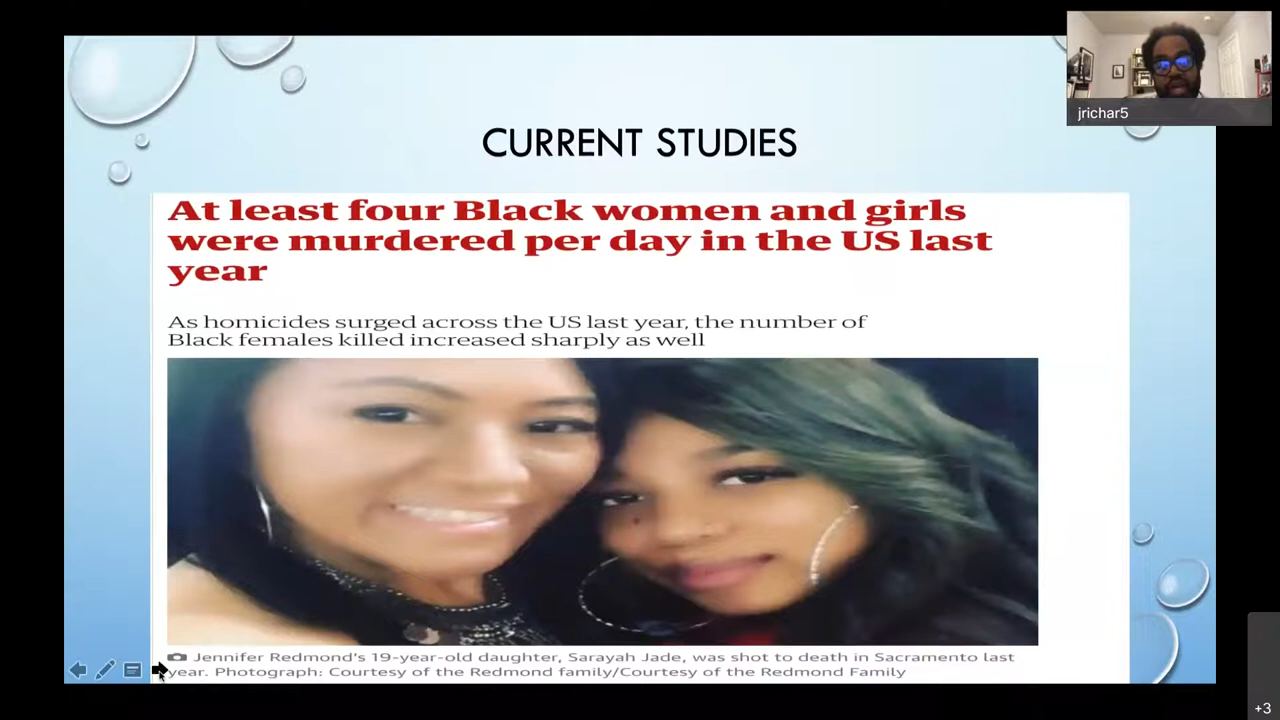 jrichar5
CURRENT STUDIES
At least four Black women and girls
were murdered per day in the US last
year
As homicides surged across the US last year, the number of
Black females killed increased sharply as well
Jennifer Redmond's 19-year-old daughter, Sarayah Jade, was shot to death in Sacramento last
year. Photograph: Courtesy of the Redmond family/Courtesy of the Redmond Family
+3